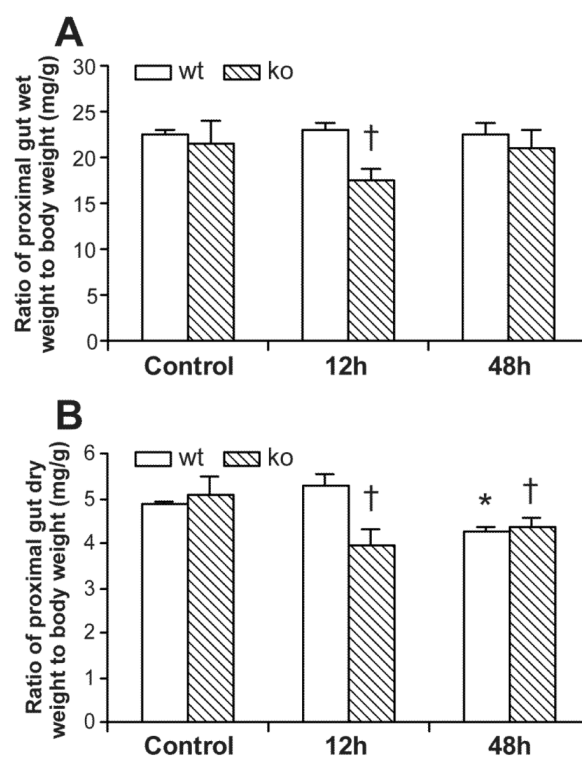 A
Ratio of proximal gut wet
weight to body weight (mg/g)
30
25
20
15
10
5
0
wt
ko
†
Control
12h
48h
B
Ratio of proximal gut dry
weight to body weight (mg/g)
6
5
4
3
2
1
0
wt
ko
†
*
†
Control
12h
48h